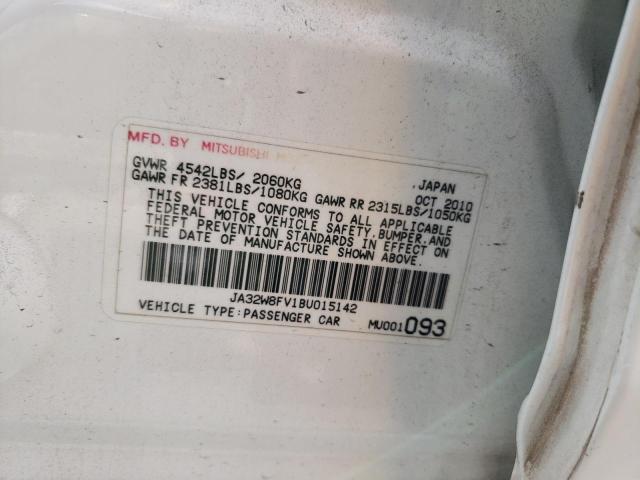 MFD. BY MITSUBISHI
GVWR 4542LBS/ 2060KG .JAPAN
GAWR FR 2381LBS/1080KG GAWR RR 2315LBS/1050KG OCT 2010
THIS VEHICLE CONFORMS TO ALL APPLICABLE
FEDERAL MOTOR VEHICLE SAFETY,BUMPER,AND
THEFT PREVENTION STANDARDS IN EFFECT ON
THE DATE OF MANUFACTURE SHOWN ABOVE.
JA32W8FV1BU015142
VEHICLE TYPE:PASSENGER CAR MU001093